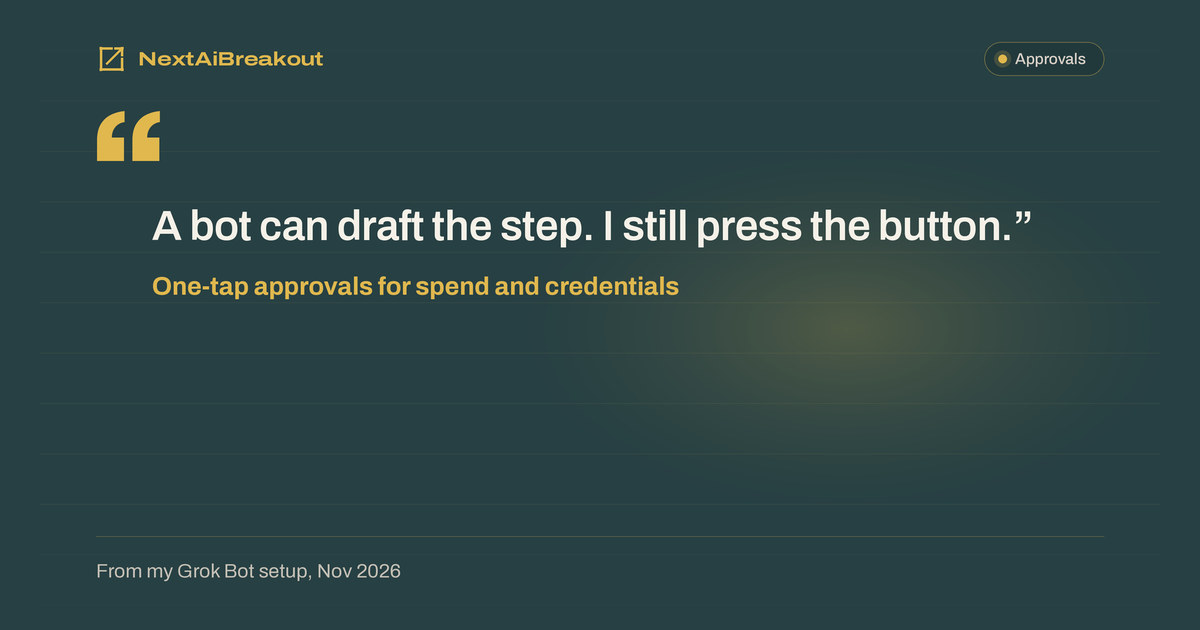 NextAiBreakout
Approvals
“
A bot can draft the step. I still press the button.”
One-tap approvals for spend and credentials
From my Grok Bot setup, Nov 2026